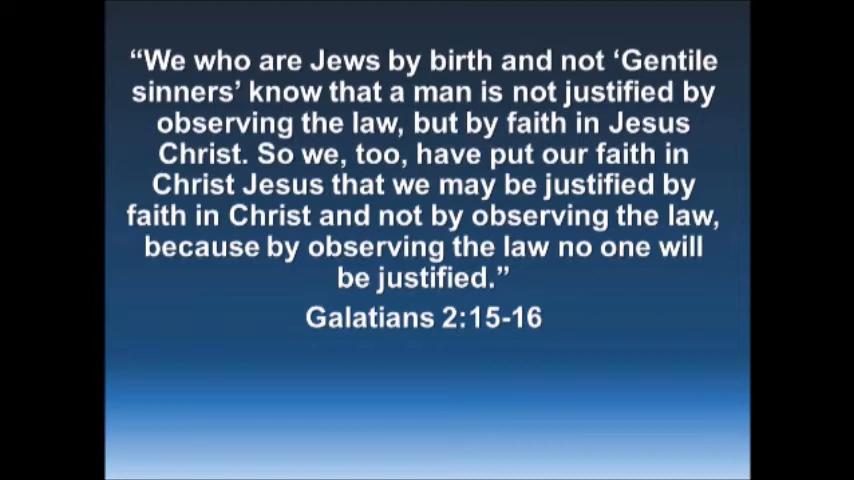 “We who are Jews by birth and not ‘Gentile
sinners’ know that a man is not justified by
observing the law, but by faith in Jesus
Christ. So we, too, have put our faith in
Christ Jesus that we may be justified by
faith in Christ and not by observing the law,
because by observing the law no one will
be justified.”
Galatians 2:15-16